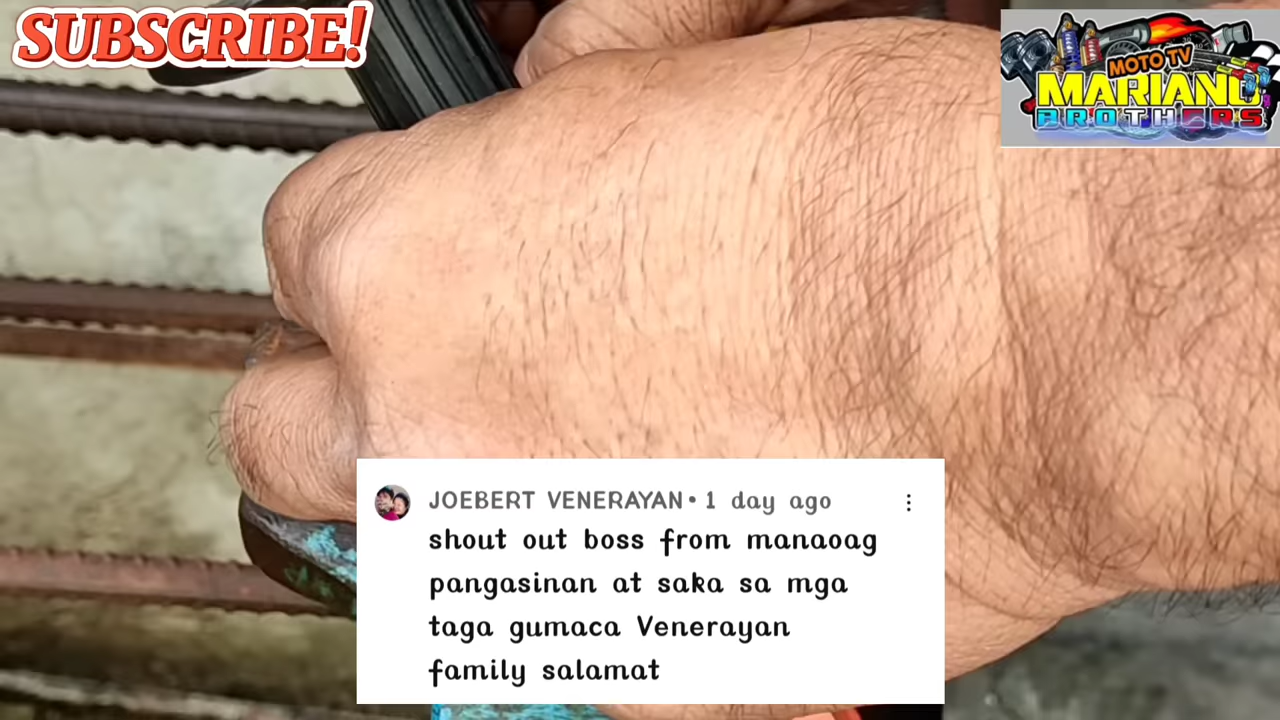 SUBSCRIBE!
MOTO TV
MARIANO
BROTHERS
JOEBERT VENERAYAN • 1 day ago
shout out boss from manaoag
pangasinan at saka sa mga
taga gumaca Venerayan
family salamat